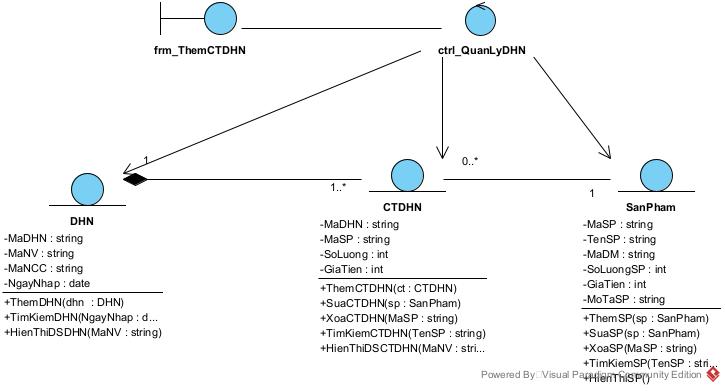 frm_ThemCTDHN
ctrl_QuanLyDHN
1
1..*
0..*
1
DHN
-MaDHN : string
-MaNV : string
-MaNCC : string
-NgayNhap : date
+ThemDHN(dhn : DHN)
+TimKiemDHN(NgayNhap : d...
+HienThiDSDHN(MaNV : string)
CTDHN
-MaDHN : string
-MaSP : string
-SoLuong : int
-GiaTien : int
+ThemCTDHN(ct : CTDHN)
+SuaCTDHN(sp : SanPham)
+XoaCTDHN(MaSP : string)
+TimKiemCTDHN(TenSP : string)
+HienThiDSCTDHN(MaNV : stri...
SanPham
-MaSP : string
-TenSP : string
-MaDM : string
-SoLuongSP : int
-GiaTien : int
-MoTaSP : string
+ThemSP(sp : SanPham)
+SuaSP(sp : SanPham)
+XoaSP(MaSP : string)
+TimKiemSP(TenSP : stri...
+HienThiSP()
Powered By Visual Paradigm Community Edition